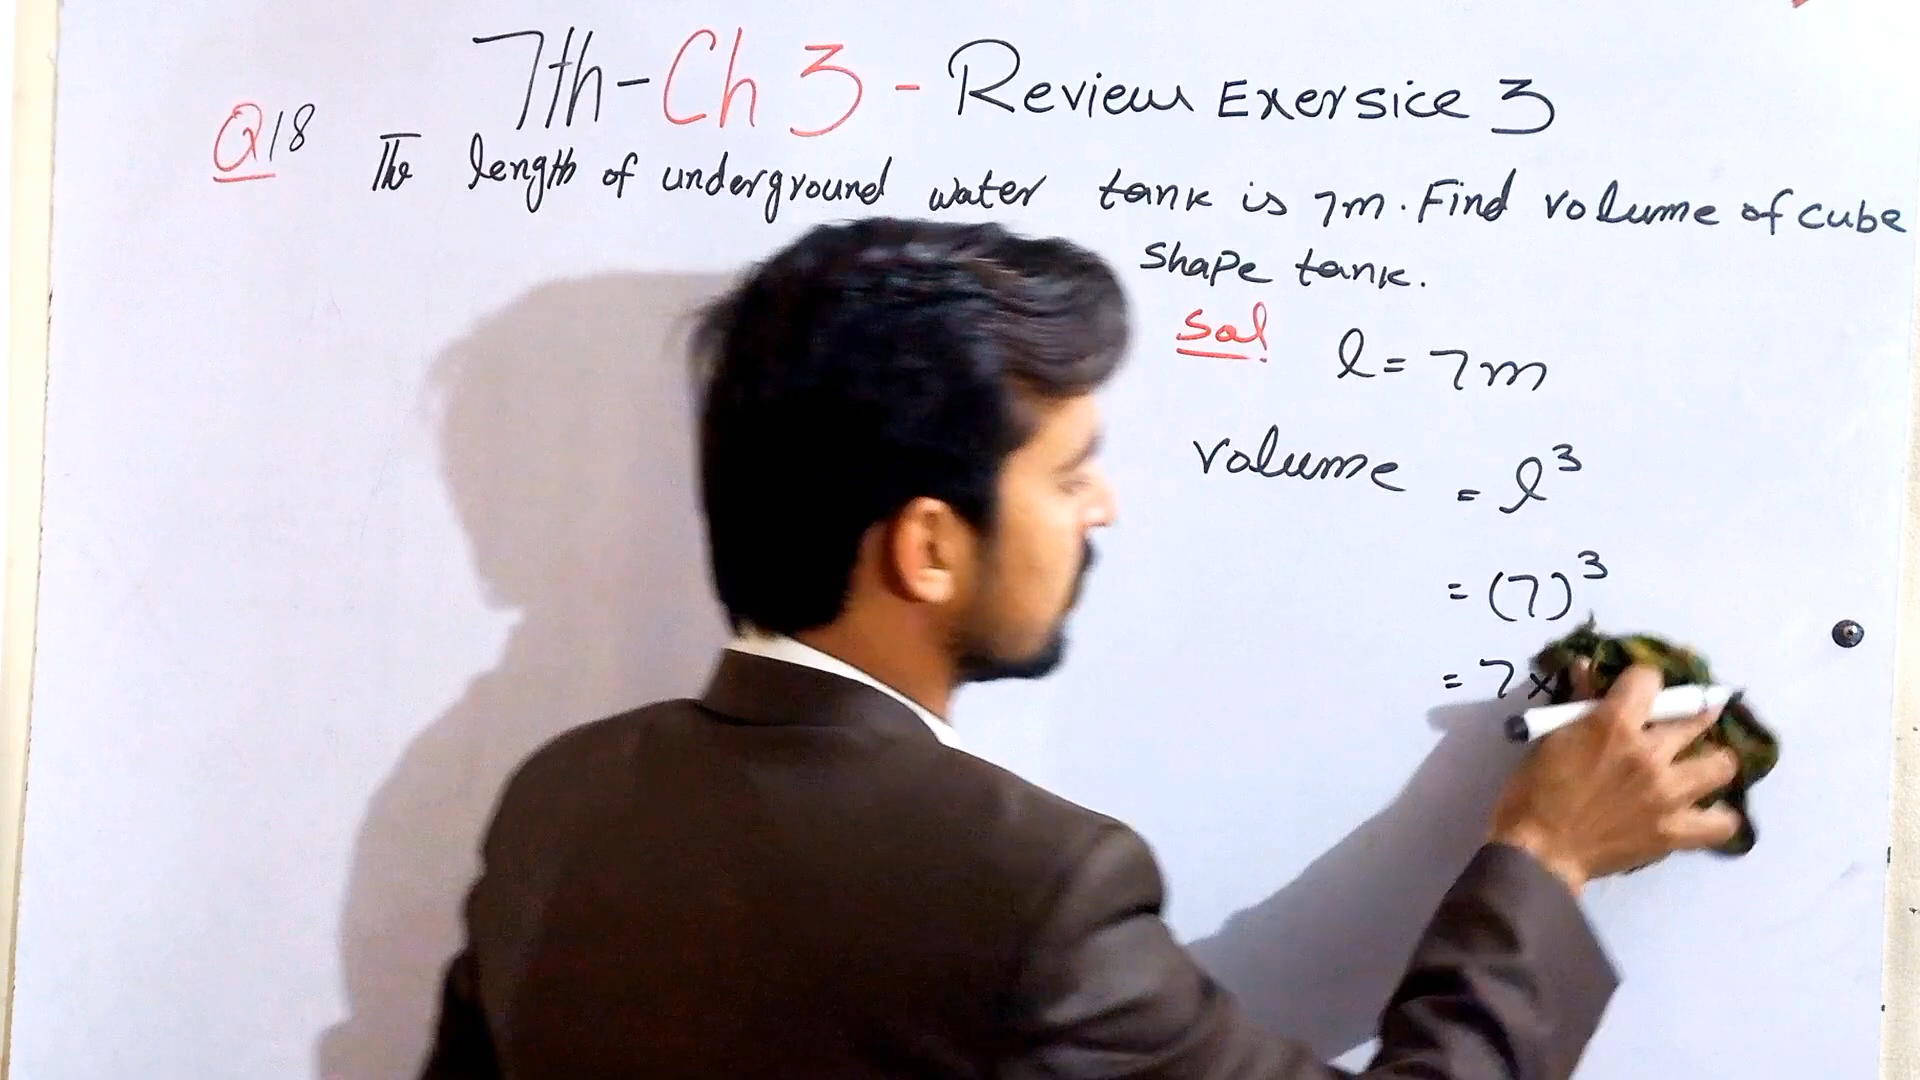 7th-Ch 3 - Review Exersice 3
Q18 The length of underground water tank is 7m. Find volume of cube
shape tank.
Sol l = 7m
volume = l³
= (7)³
= 7×